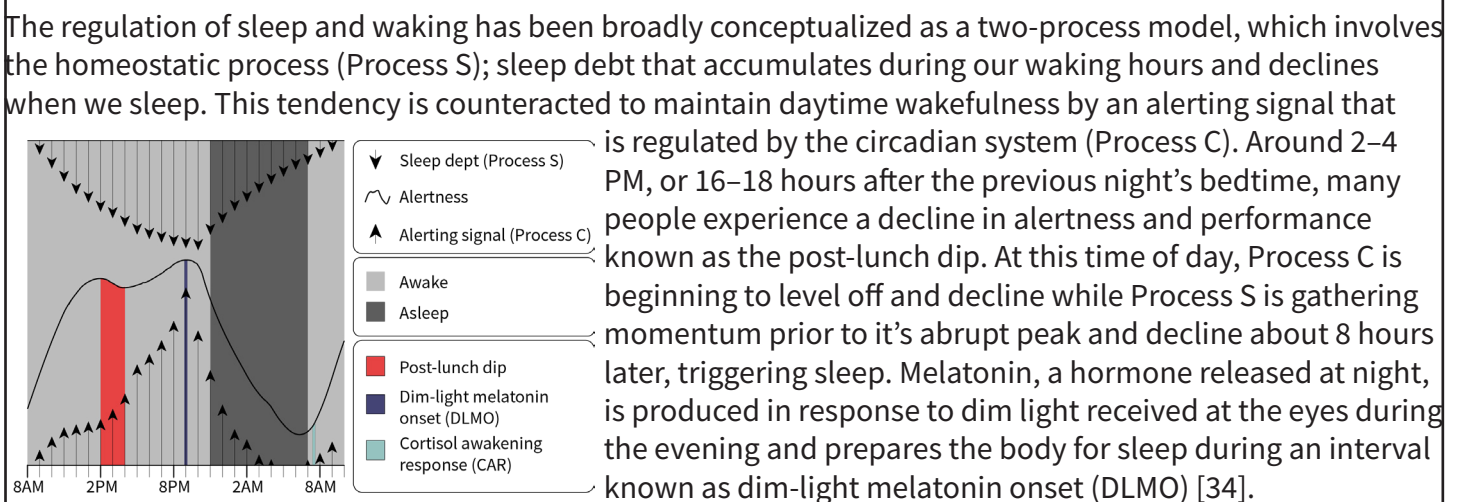 The regulation of sleep and waking has been broadly conceptualized as a two-process model, which involves
the homeostatic process (Process S); sleep debt that accumulates during our waking hours and declines
when we sleep. This tendency is counteracted to maintain daytime wakefulness by an alerting signal that
is regulated by the circadian system (Process C). Around 2–4
PM, or 16–18 hours after the previous night's bedtime, many
people experience a decline in alertness and performance
known as the post-lunch dip. At this time of day, Process C is
beginning to level off and decline while Process S is gathering
momentum prior to it's abrupt peak and decline about 8 hours
later, triggering sleep. Melatonin, a hormone released at night,
is produced in response to dim light received at the eyes during
the evening and prepares the body for sleep during an interval
known as dim-light melatonin onset (DLMO) [34].
Sleep dept (Process S)
Alertness
Alerting signal (Process C)
Awake
Asleep
Post-lunch dip
Dim-light melatonin
onset (DLMO)
Cortisol awakening
response (CAR)
8AM 2PM 8PM 2AM 8AM